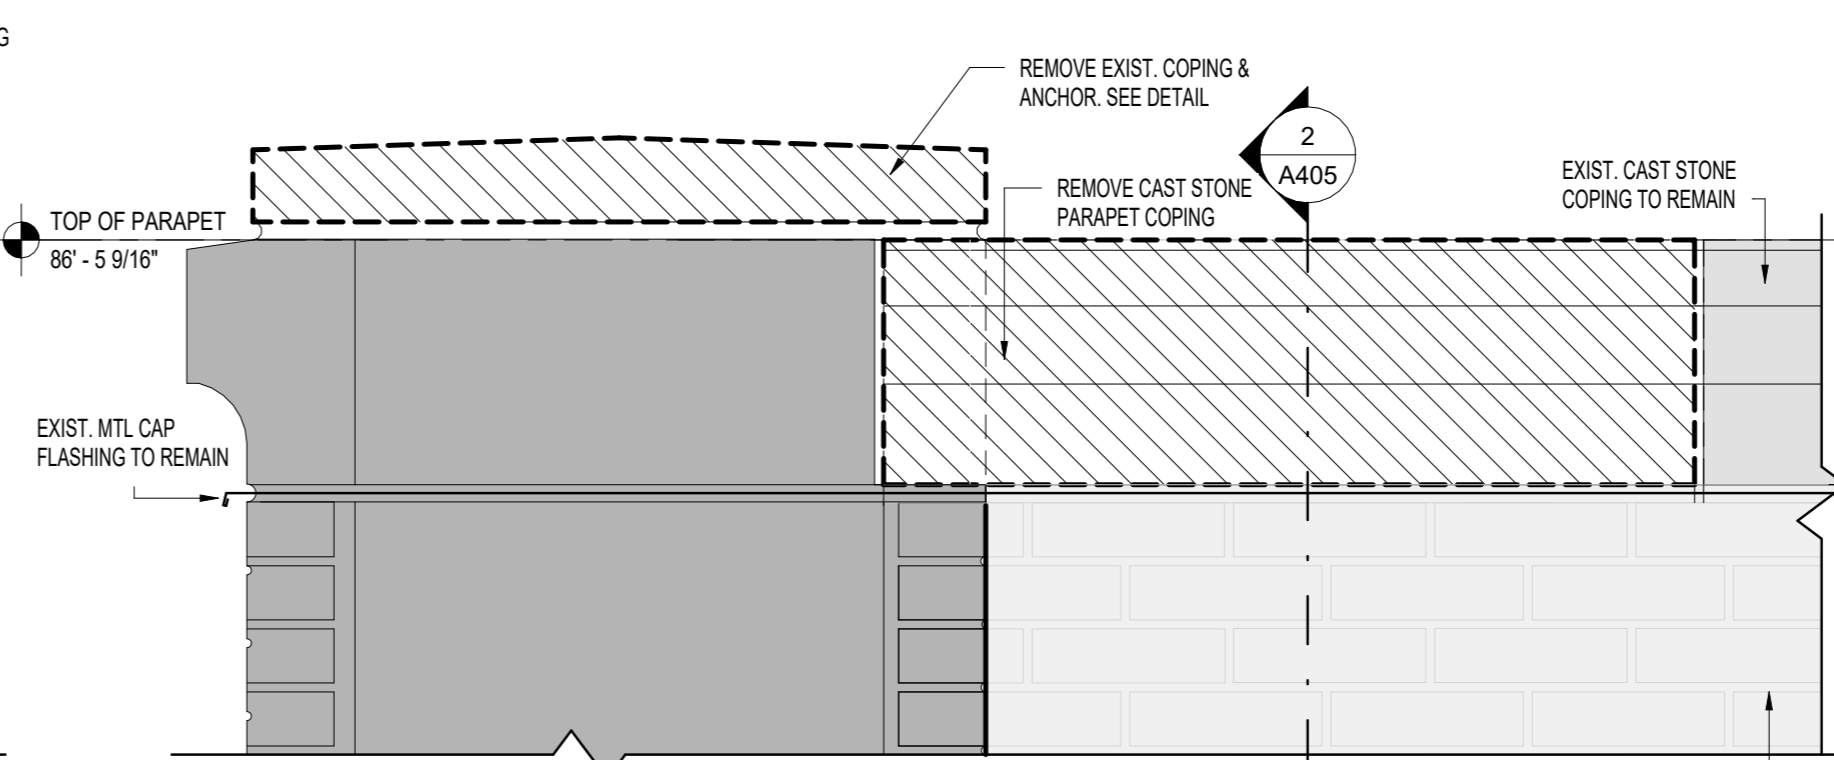 G
REMOVE EXIST. COPING &
ANCHOR. SEE DETAIL
2
A405
EXIST. CAST STONE
COPING TO REMAIN
REMOVE CAST STONE
PARAPET COPING
TOP OF PARAPET
86' - 5 9/16"
EXIST. MTL CAP
FLASHING TO REMAIN